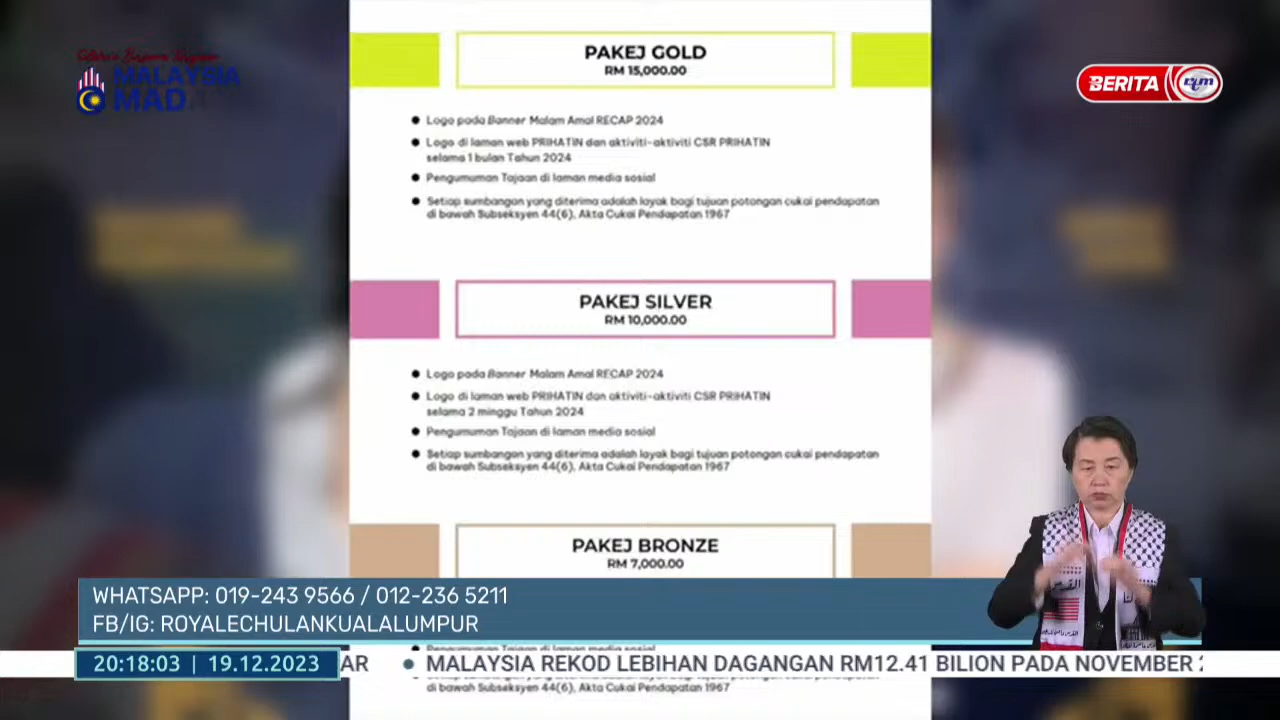 PAKEJ GOLD
RM 15,000.00
MALAYSIA
MAD
BERITA
Logo pada Banner Malam Amal RECAP 2024
Logo di laman web PRIHATIN dan aktiviti-aktiviti CSR PRIHATIN
selama 1 bulan Tahun 2024
Pengumuman Tajaan di laman media sosial
Setiap sumbangan yang diterima adalah layak bagi tujuan potongan cukai pendapatan
di bawah Subseksyen 44(6), Akta Cukai Pendapatan 1967
PAKEJ SILVER
RM 10,000.00
Logo pada Banner Malam Amal RECAP 2024
Logo di laman web PRIHATIN dan aktiviti-aktiviti CSR PRIHATIN
selama 2 minggu Tahun 2024
Pengumuman Tajaan di laman media sosial
Setiap sumbangan yang diterima adalah layak bagi tujuan potongan cukai pendapatan
di bawah Subseksyen 44(6), Akta Cukai Pendapatan 1967
PAKEJ BRONZE
RM 7,000.00
WHATSAPP: 019-243 9566 / 012-236 5211
FB/IG: ROYALECHULANKUALALUMPUR
20:18:03 | 19.12.2023
AR • MALAYSIA REKOD LEBIHAN DAGANGAN RM12.41 BILION PADA NOVEMBER
di bawah Subseksyen 44(6), Akta Cukai Pendapatan 1967